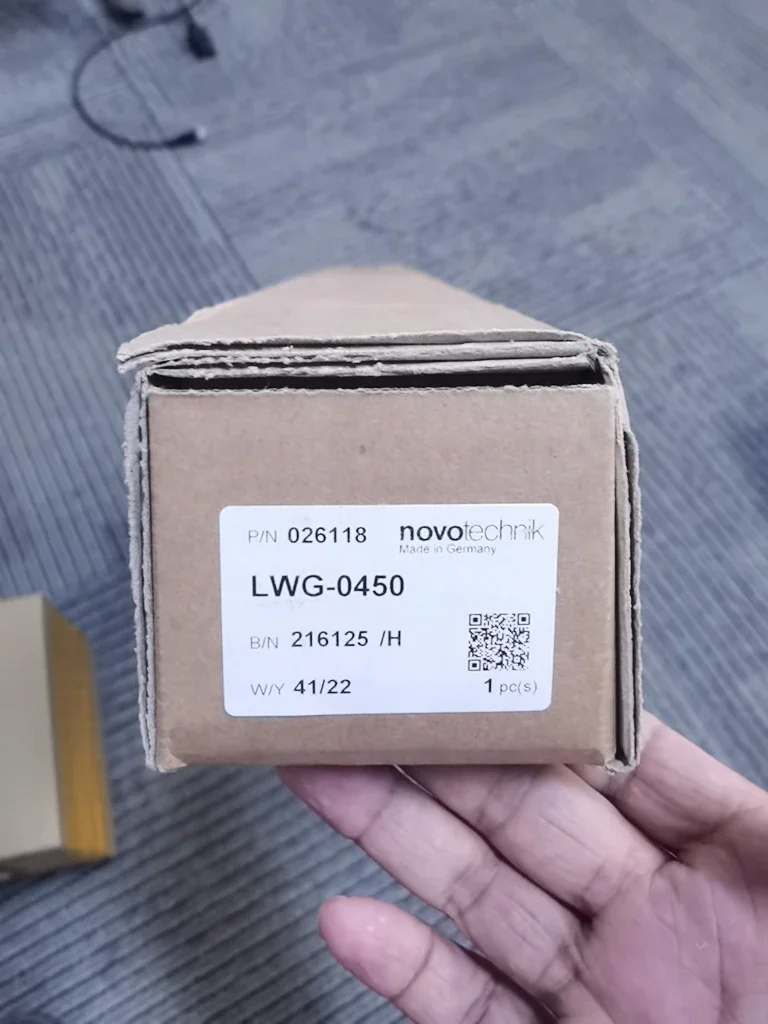 P/N 026118 novotechnik
Made in Germany
LWG-0450
B/N 216125 /H
W/Y 41/22 1 pc(s)